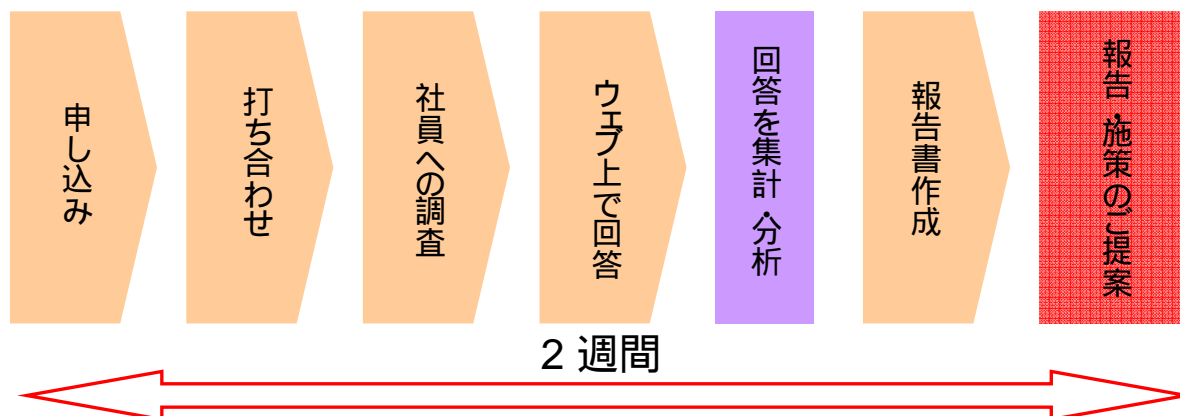 申し込み
打ち合わせ
社員への調査
ウェブ上で回答
回答を集計・分析
報告書作成
報告・施策のご提案
2 週間